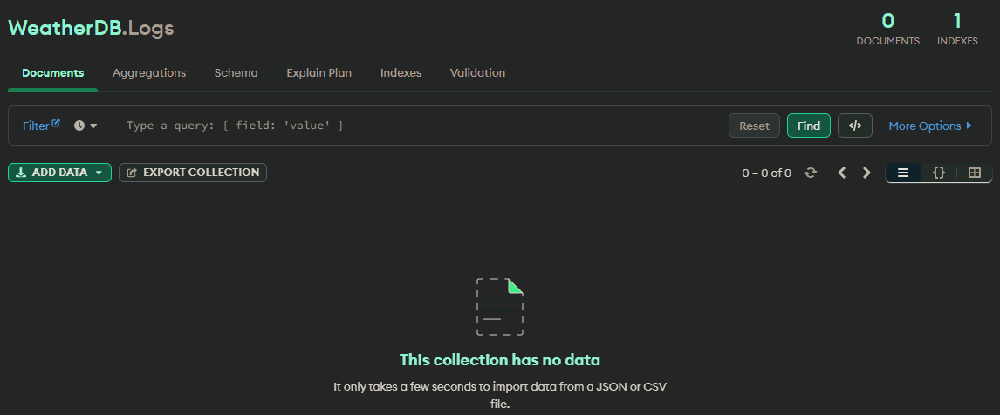 WeatherDB.Logs
0
DOCUMENTS
1
INDEXES
Documents
Aggregations
Schema
Explain Plan
Indexes
Validation
Filter
Type a query: { field: 'value' }
Reset
Find
</>
More Options
ADD DATA
EXPORT COLLECTION
0 – 0 of 0
{}
This collection has no data
It only takes a few seconds to import data from a JSON or CSV
file.